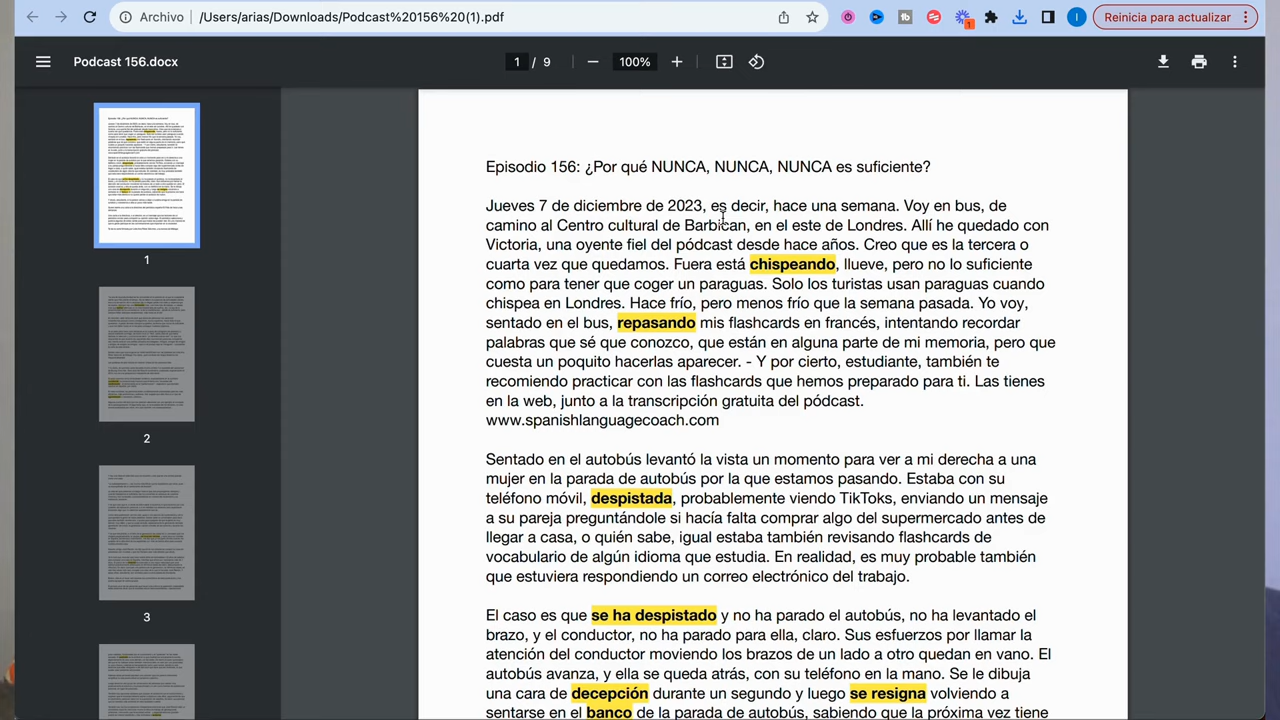 Archivo
/Users/arias/Downloads/Podcast%20156%20(1).pdf
1
Reinicia para actualizar
Podcast 156.docx
1 / 9
100%
¿Por qué NUNCA, NUNCA,
Jueves 7 de diciembre de 2023, es decir, hace una semana. Voy en bus, de
camino al Centro cultural de Barbican, en el este de Londres. Allí he quedado con
Victoria, una oyente fiel del pódcast desde hace años. Creo que es la tercera o
cuarta vez que quedamos. Fuera está chispeando, llueve, pero no lo suficiente
como para tener que coger un paraguas. Solo los turistas usan paraguas cuando
Hace frío, pero menos frío que la semana pasada. Yo voy,
sentado en el bus, repasando mis flashcards en francés, intentando recordar
palabras que sé que conozco, que están en alguna parte de mi memoria, pero que
cuesta un poquito hacerlas aparecer. - Y por cierto, estudiante, también te
recomiendo practicar con las flashcards que he preparado para ti. Las tienes
en la web junto a la transcripción gratuita del podcast.
www.spanishlanguagecoach.com
Sentado en el autobús levantó la vista un momento para ver a mi derecha a una
mujer en la parada de autobús por la que estamos pasando. Estaba con su
teléfono móvil, despistada, probablemente viendo TikToks, enviando un mensaje
a su pareja preguntándole si hacía falta comprar algo del supermercado antes de
llegar a casa, o quién sabe, igual estaba también mirando flashcards de
vocabulario de algún idioma que estudia. En realidad es muy probable también
que estuviera respondiendo un correo electrónico del trabajo.
El caso es que se ha despistado y no ha parado el autobús, no ha levantado el
brazo, y el conductor, no ha parado para ella, claro. Sus esfuerzos por llamar la
atención del conductor moviendo los brazos de un lado a otro quedan en vano. El
autobús se va y ella se queda atrás con su móvil en la mano. Se le dibuja
una cara de decepción durante un segundo y luego se resigna volviendo a
sentarse en el banco de la parada de autobús sabiendo que la próxima vez tiene
1
2
3